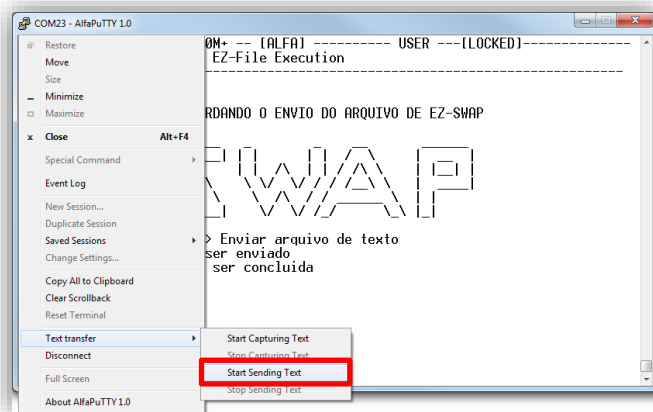 COM23 - AlfaPuTTY 1.0
Restore
Move
Size
Minimize
Maximize
Close Alt+F4
Special Command
Event Log
New Session...
Duplicate Session
Saved Sessions
Change Settings...
Copy All to Clipboard
Clear Scrollback
Reset Terminal
Text transfer
Disconnect
Full Screen
About AlfaPuTTY 1.0
ØM+ -- [ALFA] ---------- USER ---[LOCKED]--------------
EZ-File Execution
RDANDO O ENVIO DO ARQUIVO DE EZ-SWAP
SWAP
> Enviar arquivo de texto
ser enviado
ser concluida
Start Capturing Text
Stop Capturing Text
Start Sending Text
Stop Sending Text